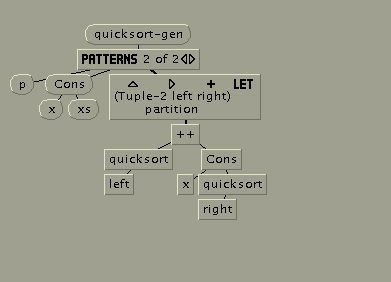 quicksort-gen
PATTERNS 2 of 2
p Cons
x xs
+ LET
(Tuple-2 left right)
partition
++
quicksort Cons
left x quicksort
right